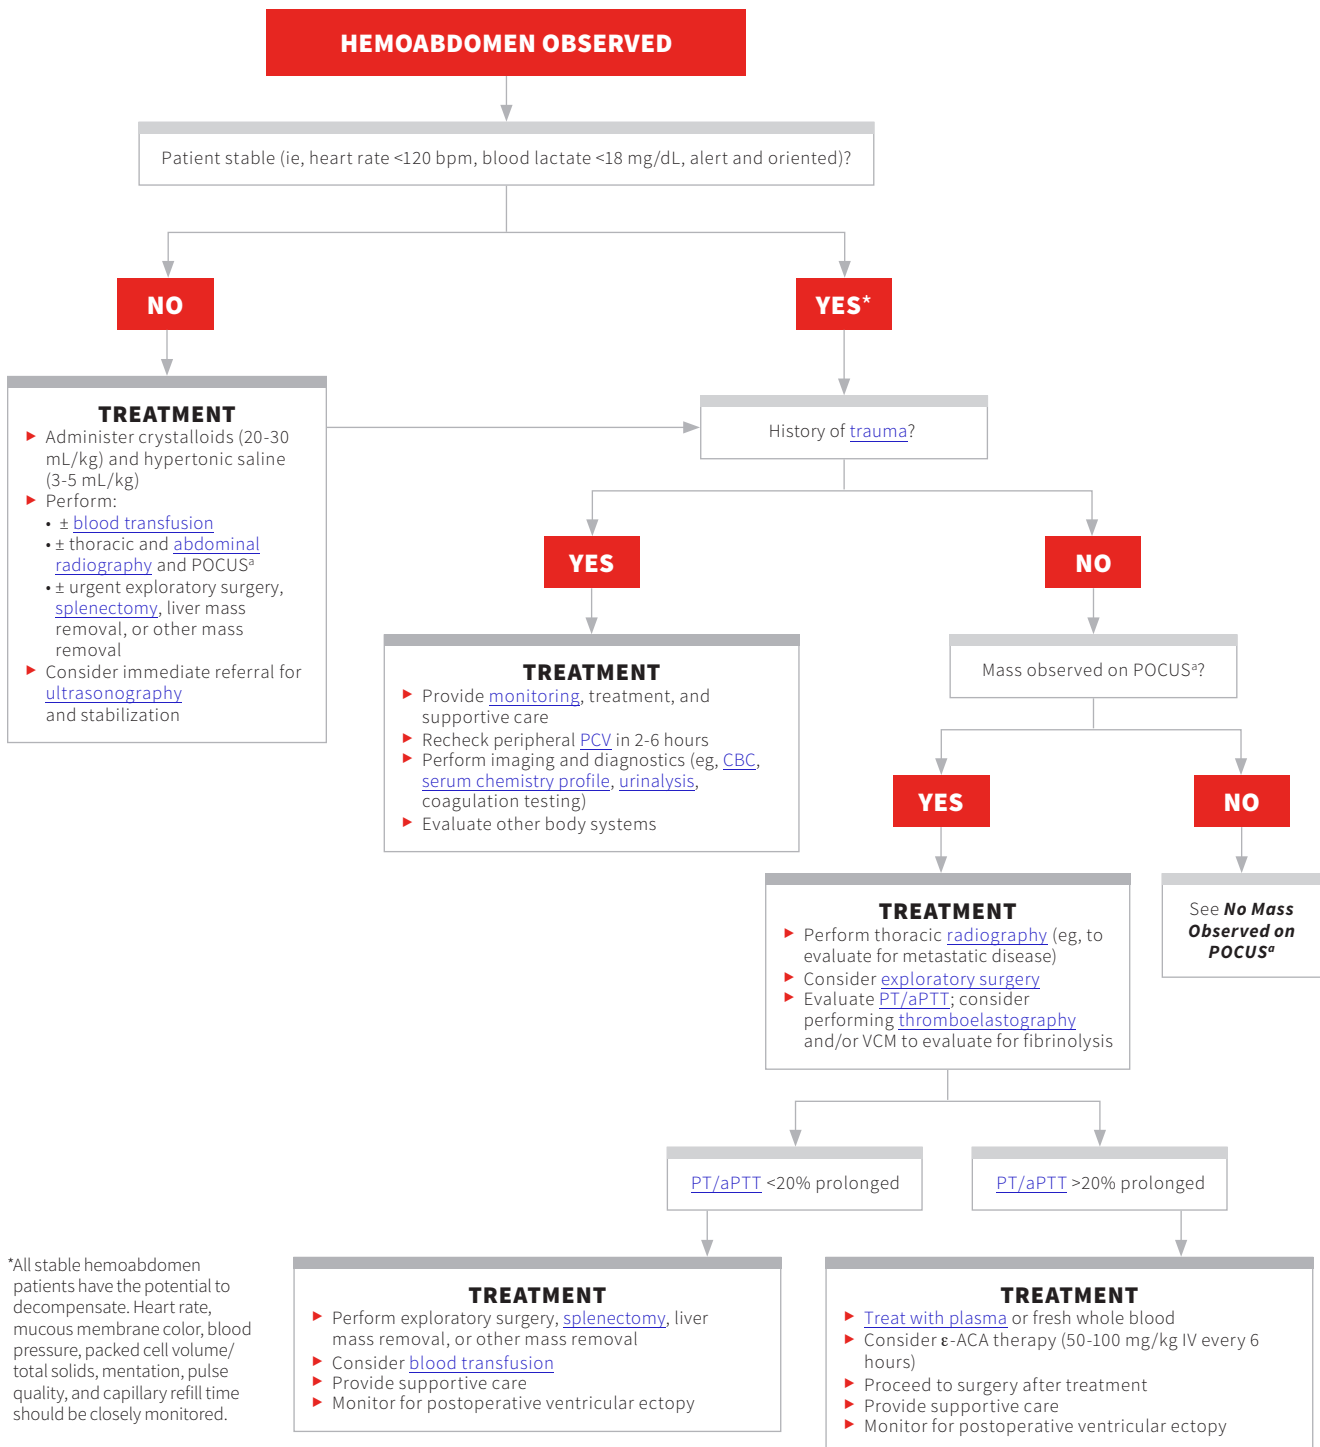 HEMOABDOMEN OBSERVED
Patient stable (ie, heart rate <120 bpm, blood lactate <18 mg/dL, alert and oriented)?
NO
YES*
TREATMENT
► Administer crystalloids (20-30
mL/kg) and hypertonic saline
(3-5 mL/kg)
► Perform:
• ± blood transfusion
• ± thoracic and abdominal
radiography and POCUSª
• ± urgent exploratory surgery,
splenectomy, liver mass
removal, or other mass
removal
► Consider immediate referral for
ultrasonography
and stabilization
History of trauma?
YES
NO
TREATMENT
► Provide monitoring, treatment, and
supportive care
► Recheck peripheral PCV in 2-6 hours
► Perform imaging and diagnostics (eg, CBC,
serum chemistry profile, urinalysis,
coagulation testing)
► Evaluate other body systems
Mass observed on POCUSª?
YES
NO
TREATMENT
► Perform thoracic radiography (eg, to
evaluate for metastatic disease)
► Consider exploratory surgery
► Evaluate PT/aPTT; consider
performing thromboelastography
and/or VCM to evaluate for fibrinolysis
See No Mass
Observed on
POCUSª
PT/aPTT <20% prolonged
PT/aPTT >20% prolonged
TREATMENT
► Perform exploratory surgery, splenectomy, liver
mass removal, or other mass removal
► Consider blood transfusion
► Provide supportive care
► Monitor for postoperative ventricular ectopy
TREATMENT
► Treat with plasma or fresh whole blood
► Consider ε-ACA therapy (50-100 mg/kg IV every 6
hours)
► Proceed to surgery after treatment
► Provide supportive care
► Monitor for postoperative ventricular ectopy
*All stable hemoabdomen
patients have the potential to
decompensate. Heart rate,
mucous membrane color, blood
pressure, packed cell volume/
total solids, mentation, pulse
quality, and capillary refill time
should be closely monitored.